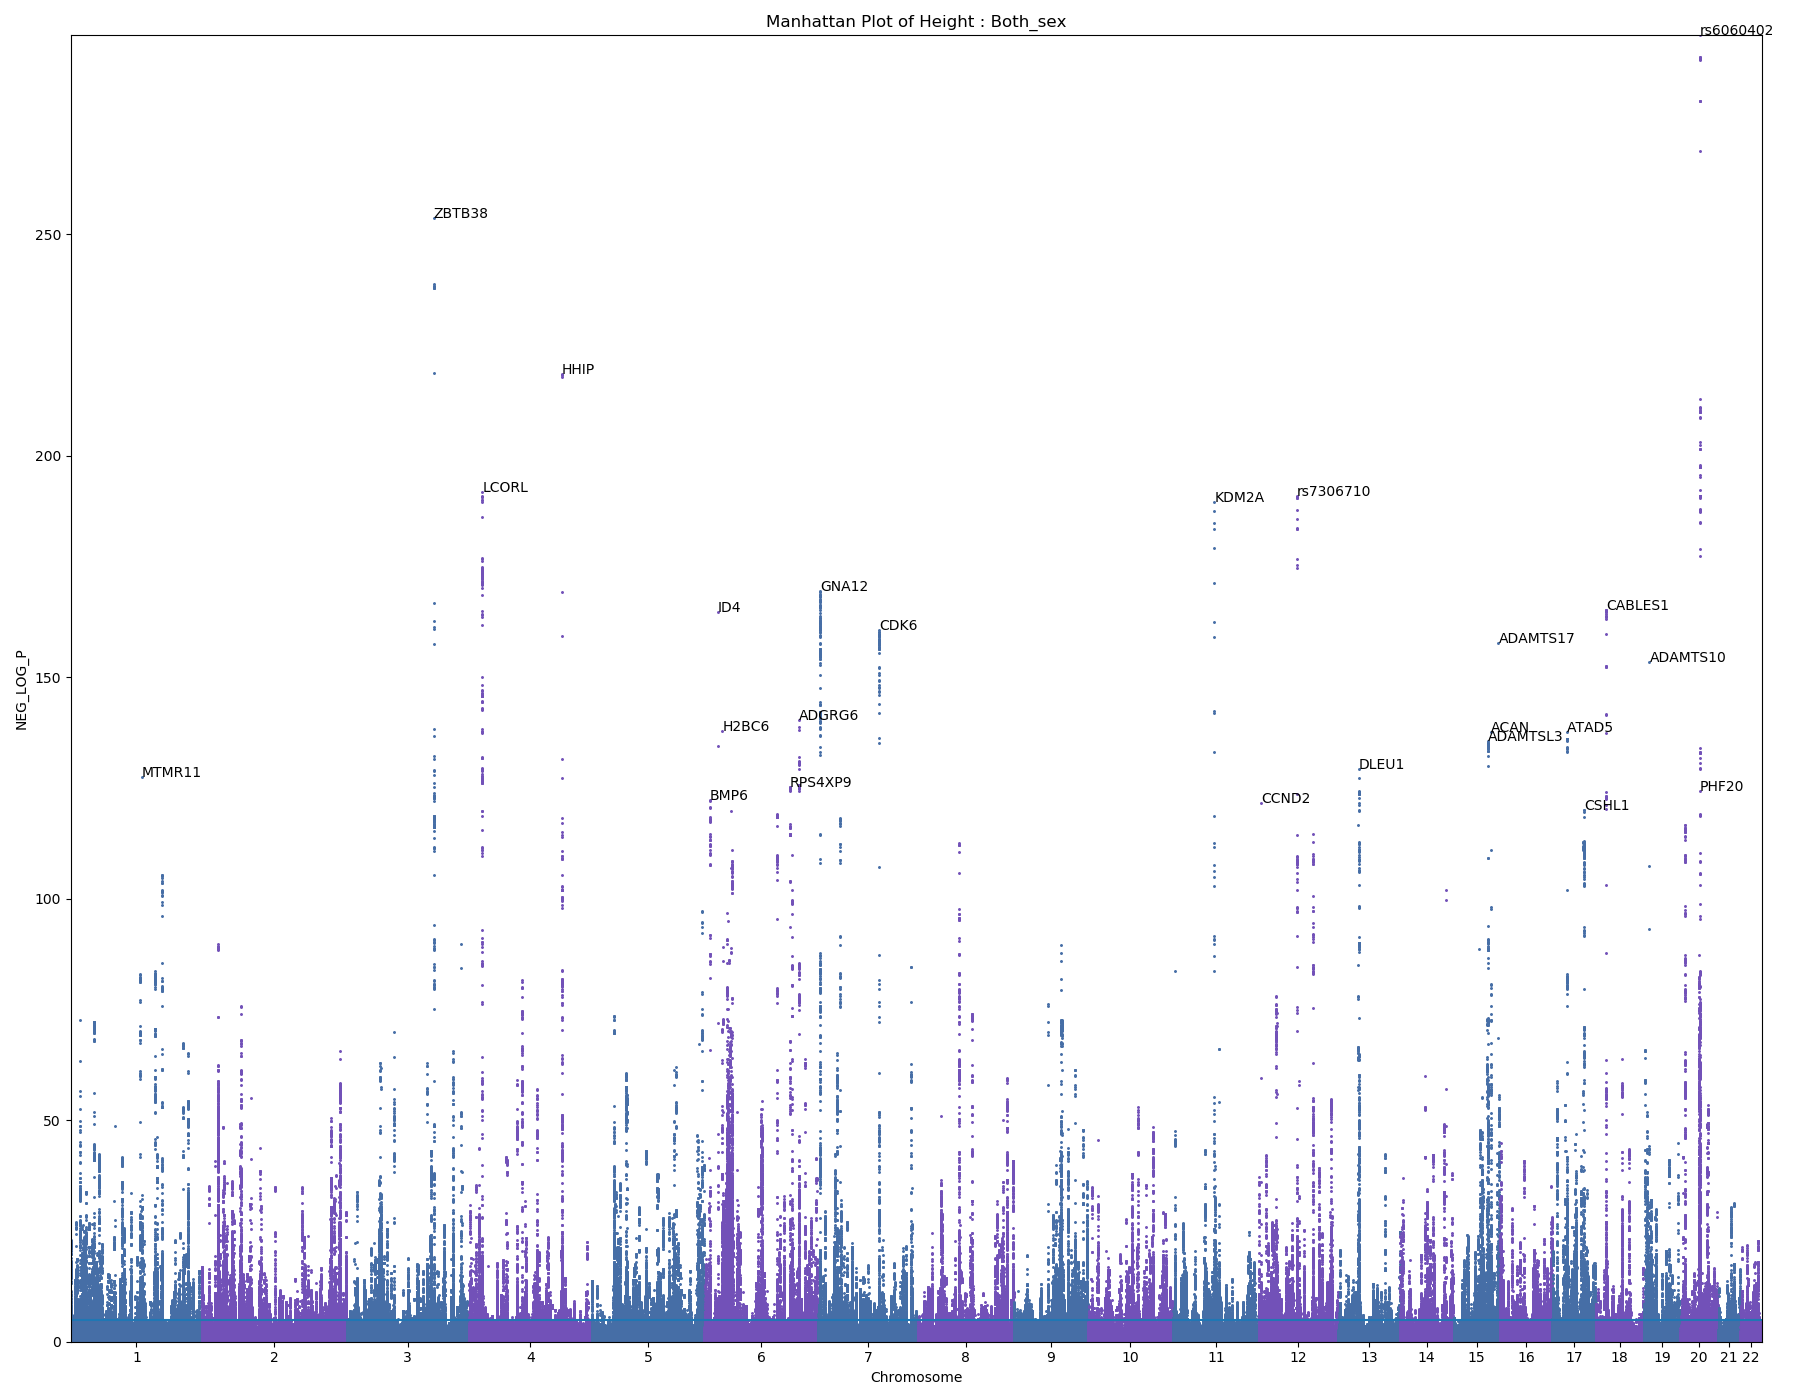 Manhattan Plot of Height : Both_sex
rs6060402
ZBTB38
HHIP
LCORL
rs7306710
KDM2A
GNA12
CABLES1
JD4
CDK6
ADAMTS17
ADAMTS10
ADGRG6
H2BC6
ACAN
ATAD5
ADAMTSL3
MTMR11
DLEU1
RPS4XP9
PHF20
BMP6
CCND2
CSHL1
250
200
150
100
50
0
NEG_LOG_P
1 2 3 4 5 6 7 8 9 10 11 12 13 14 15 16 17 18 19 20 21 22
Chromosome